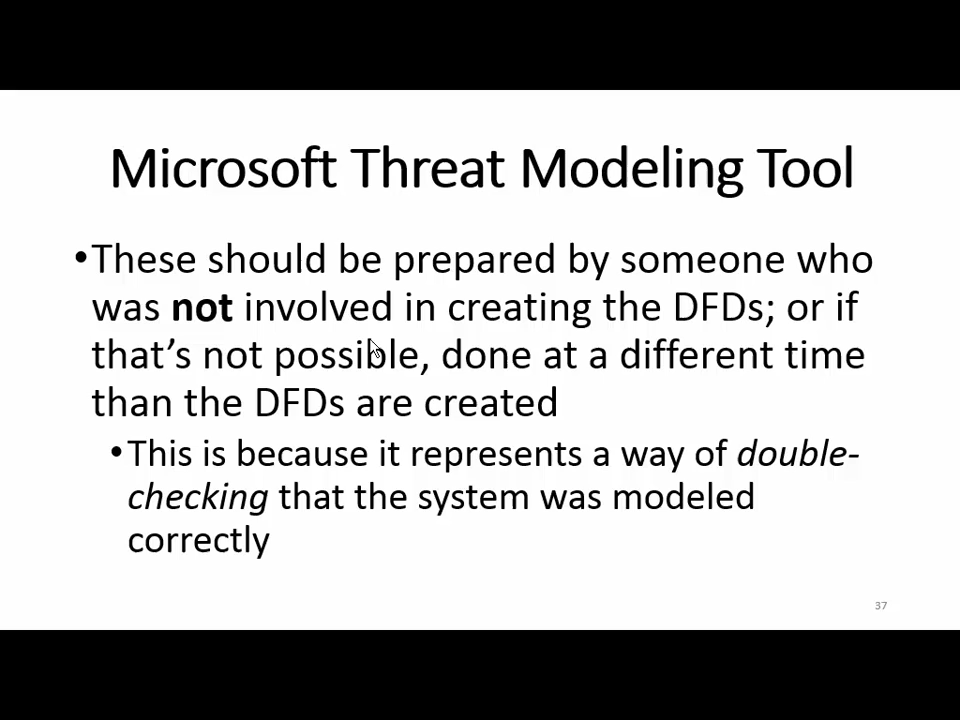 Microsoft Threat Modeling Tool
•These should be prepared by someone who
was not involved in creating the DFDs; or if
that’s not possible, done at a different time
than the DFDs are created
•This is because it represents a way of double-
checking that the system was modeled
correctly
37